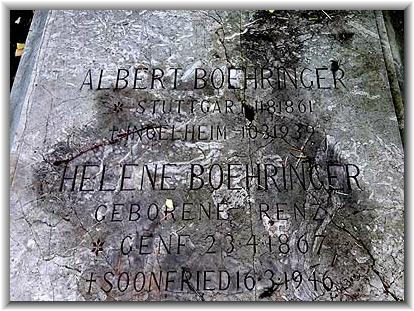 ALBERT BOEHRINGER
* STUTTGART 11·8·1861
† INGELHEIM 10·3·1939
HELENE BOEHRINGER
GEBORENE RENZ
* GENF 23·4·1867
† SOONFRIED 16·3·1946